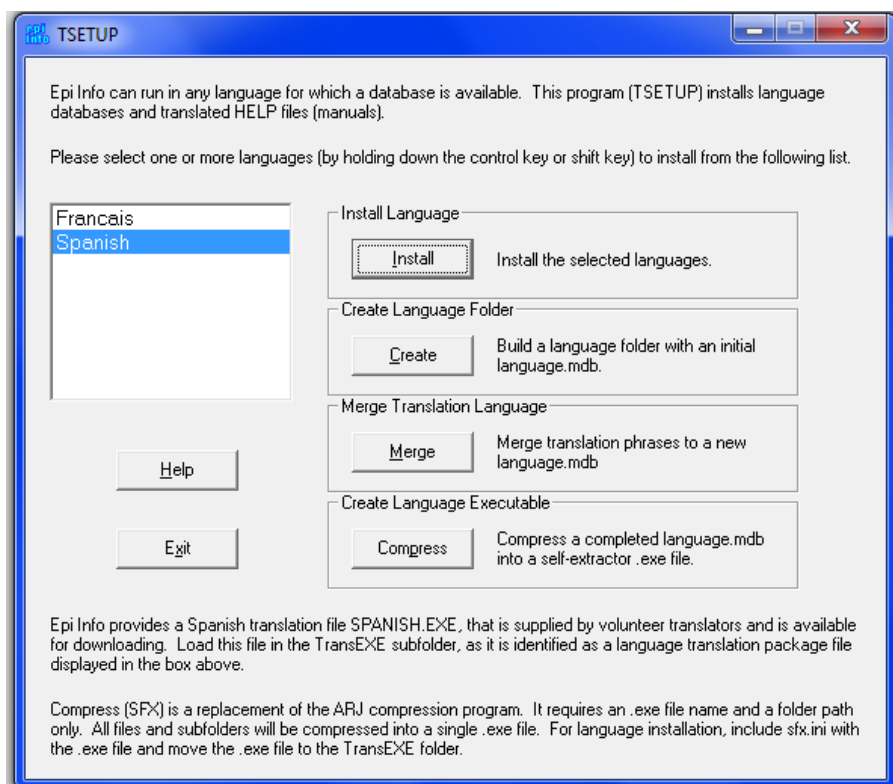 epi
info
TSETUP
Epi Info can run in any language for which a database is available. This program (TSETUP) installs language
databases and translated HELP files (manuals).
Please select one or more languages (by holding down the control key or shift key) to install from the following list.
Francais
Spanish
Install Language
Install
Install the selected languages.
Create Language Folder
Create
Build a language folder with an initial
language.mdb.
Merge Translation Language
Merge
Merge translation phrases to a new
language.mdb
Help
Create Language Executable
Exit
Compress
Compress a completed language.mdb
into a self-extractor .exe file.
Epi Info provides a Spanish translation file SPANISH.EXE, that is supplied by volunteer translators and is available
for downloading. Load this file in the TransEXE subfolder, as it is identified as a language translation package file
displayed in the box above.
Compress (SFX) is a replacement of the ARJ compression program. It requires an .exe file name and a folder path
only. All files and subfolders will be compressed into a single .exe file. For language installation, include sfx.ini with
the .exe file and move the .exe file to the TransEXE folder.